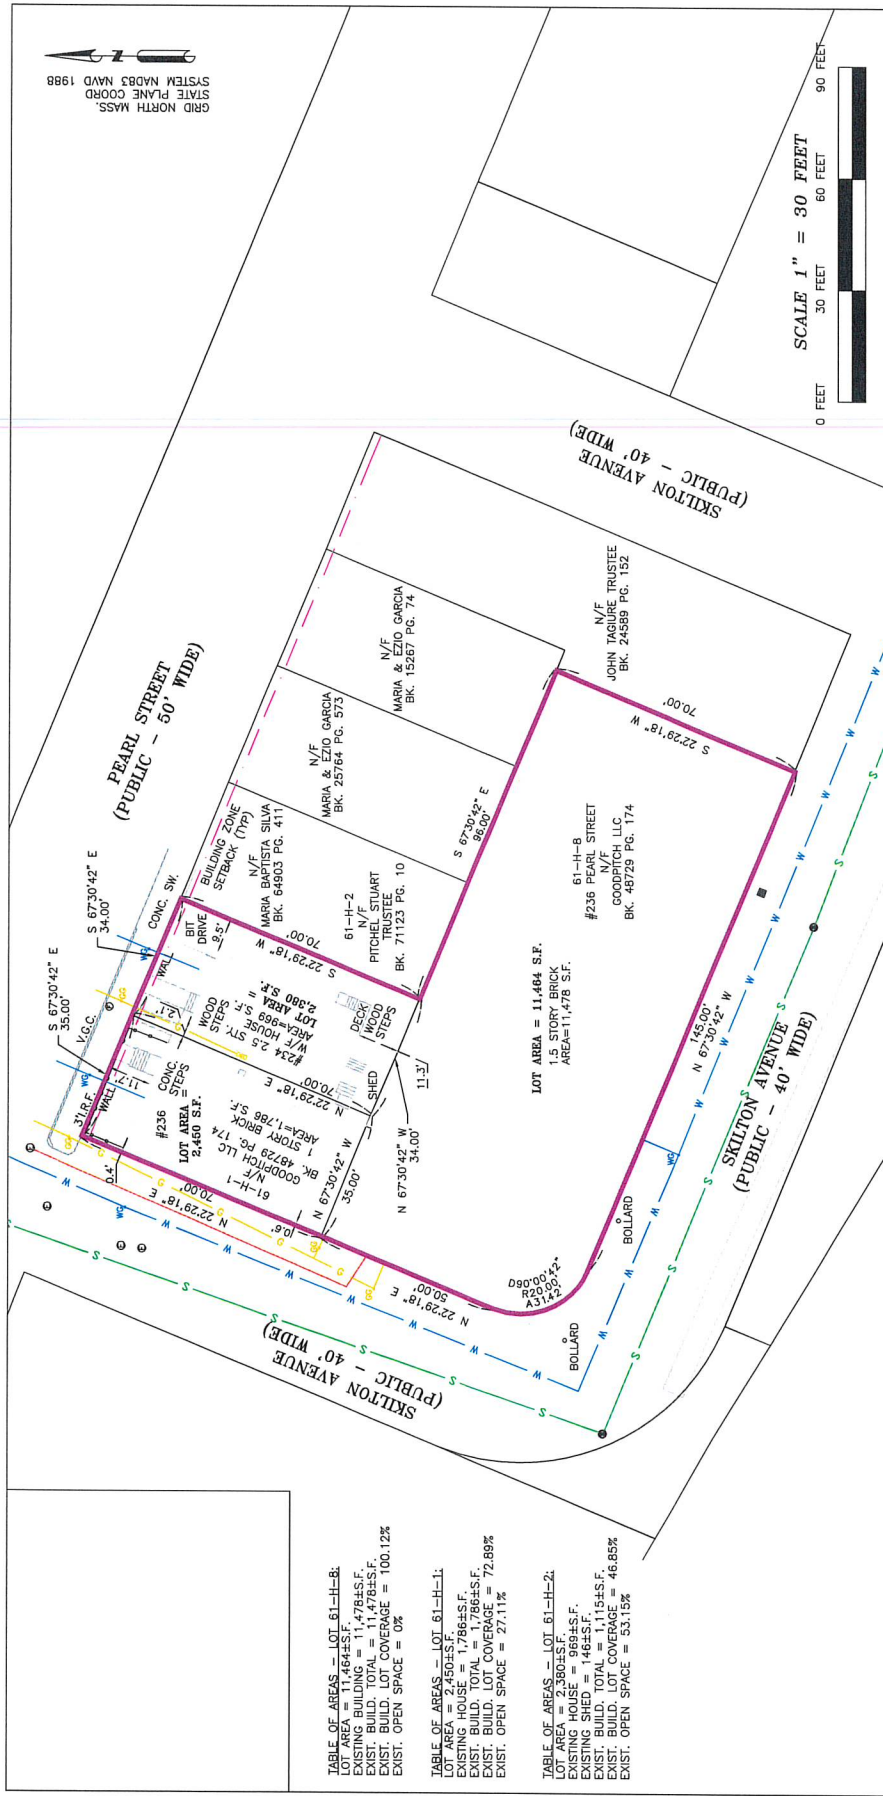 GRID NORTH MASS.
STATE PLANE COORD
SYSTEM NAD83 NAVD 1988
N
PEARL STREET
(PUBLIC - 50' WIDE)
S 67°30'42" E
34.00'
S 67°30'42" E
35.00'
V.G.C.
CONC. SW.
3'I.R.F.
WALL
WALL
WG
WG
GG
GG
BUILDING ZONE
SETBACK (TYP)
BIT
DRIVE
9.5'
2.1'
11.7'
WOOD
STEPS
CONC.
STEPS
#236
LOT AREA =
2,450 S.F.
61-H-1
N/F
GOODPITCH LLC
BK. 48729 PG. 174
1 STORY BRICK
AREA=1,786 S.F.
#234 2.5 STY.
W/F HOUSE
AREA=969 S.F.
LOT AREA =
2,380 S.F.
N 22°29'18" E
70.00'
S 22°29'18" W
70.00'
DECK/
WOOD
STEPS
SHED
11.3'
0.4'
0.6'
N 22°29'18" E
70.00'
N 67°30'42" W
35.00'
N 67°30'42" W
34.00'
61-H-2
N/F
PITCHEL STUART
TRUSTEE
BK. 71123 PG. 10
N/F
MARIA BAPTISTA SILVA
BK. 64903 PG. 411
N/F
MARIA & EZIO GARCIA
BK. 25764 PG. 573
N/F
MARIA & EZIO GARCIA
BK. 15267 PG. 74
N/F
JOHN TAGIURE TRUSTEE
BK. 24589 PG. 152
SKILTON AVENUE
(PUBLIC - 40' WIDE)
S 67°30'42" E
96.00'
S 22°29'18" W
70.00'
61-H-8
#236 PEARL STREET
N/F
GOODPITCH LLC
BK. 48729 PG. 174
LOT AREA = 11,464 S.F.
1.5 STORY BRICK
AREA=11,478 S.F.
145.00'
N 67°30'42" W
N 22°29'18" E
50.00'
D90°00'42"
R20.00'
A31.42'
BOLLARD
BOLLARD
WG
SKILTON AVENUE
(PUBLIC - 40' WIDE)
SKILTON AVENUE
(PUBLIC - 40' WIDE)
SCALE 1" = 30 FEET
0 FEET 30 FEET 60 FEET 90 FEET
TABLE OF AREAS - LOT 61-H-8:
LOT AREA = 11,464±S.F.
EXISTING BUILDING = 11,478±S.F.
EXIST. BUILD. TOTAL = 11,478±S.F.
EXIST. BUILD. LOT COVERAGE = 100.12%
EXIST. OPEN SPACE = 0%
TABLE OF AREAS - LOT 61-H-1:
LOT AREA = 2,450±S.F.
EXISTING HOUSE = 1,786±S.F.
EXIST. BUILD. TOTAL = 1,786±S.F.
EXIST. BUILD. LOT COVERAGE = 72.89%
EXIST. OPEN SPACE = 27.11%
TABLE OF AREAS - LOT 61-H-2:
LOT AREA = 2,380±S.F.
EXISTING HOUSE = 969±S.F.
EXISTING SHED = 146±S.F.
EXIST. BUILD. TOTAL = 1,115±S.F.
EXIST. BUILD. LOT COVERAGE = 46.85%
EXIST. OPEN SPACE = 53.15%